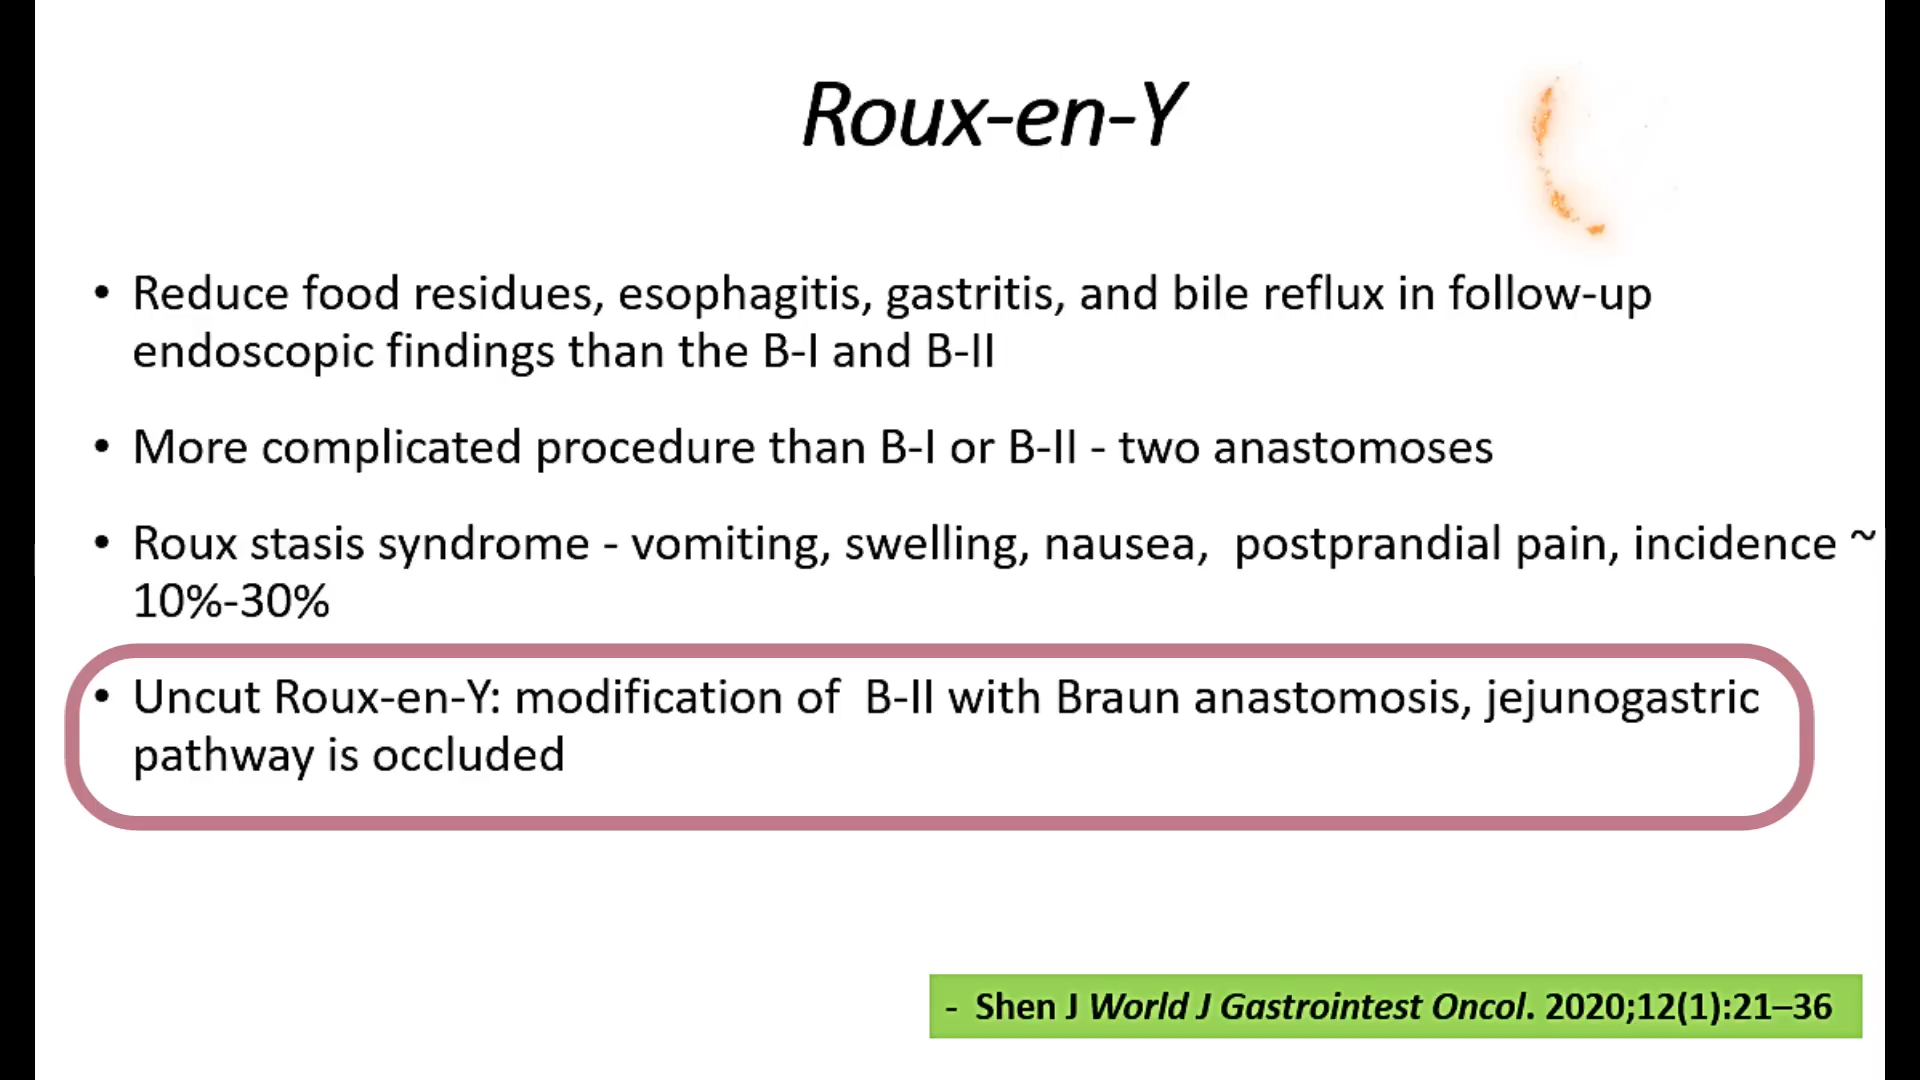 Roux-en-Y
• Reduce food residues, esophagitis, gastritis, and bile reflux in follow-up
endoscopic findings than the B-I and B-II
• More complicated procedure than B-I or B-II - two anastomoses
• Roux stasis syndrome - vomiting, swelling, nausea,  postprandial pain, incidence ~
10%-30%
• Uncut Roux-en-Y: modification of  B-II with Braun anastomosis, jejunogastric
pathway is occluded
- Shen J World J Gastrointest Oncol. 2020;12(1):21–36